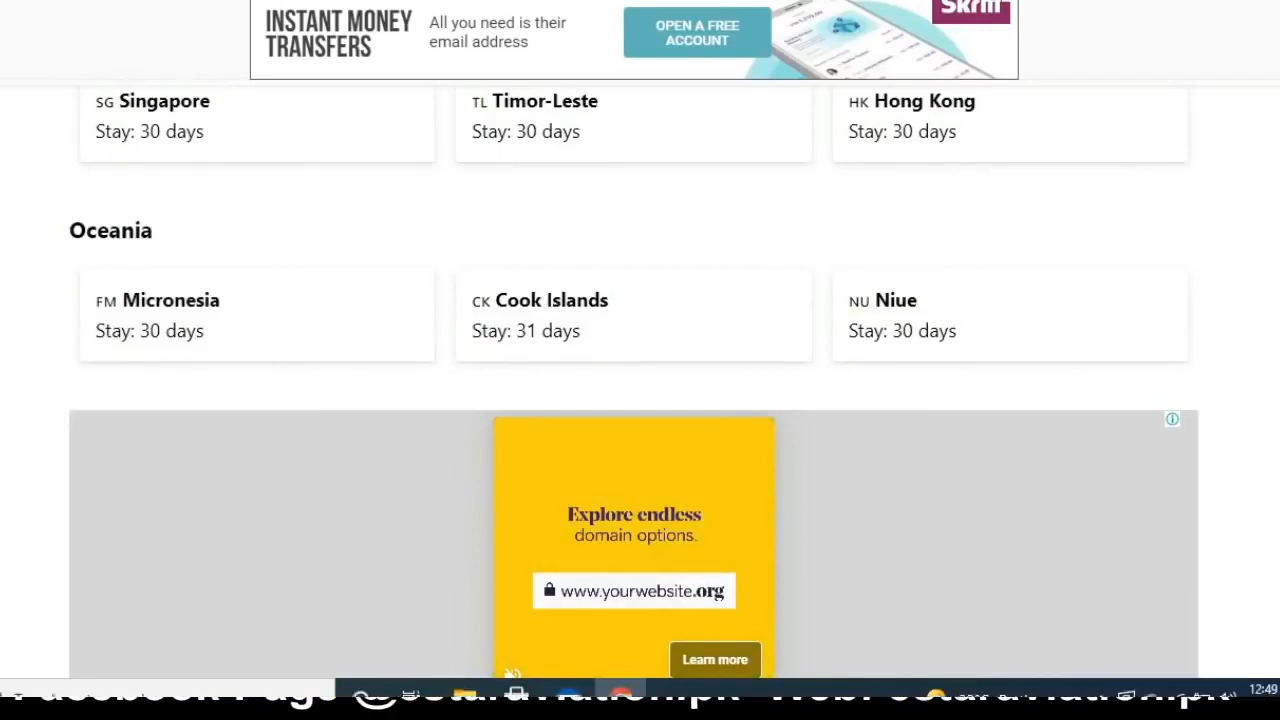 INSTANT MONEY
TRANSFERS
All you need is their
email address
OPEN A FREE
ACCOUNT
Skrill
SG Singapore
Stay: 30 days
TL Timor-Leste
Stay: 30 days
HK Hong Kong
Stay: 30 days
Oceania
FM Micronesia
Stay: 30 days
CK Cook Islands
Stay: 31 days
NU Niue
Stay: 30 days
Explore endless
domain options.
www.yourwebsite.org
Learn more
12:49
Facebook Page